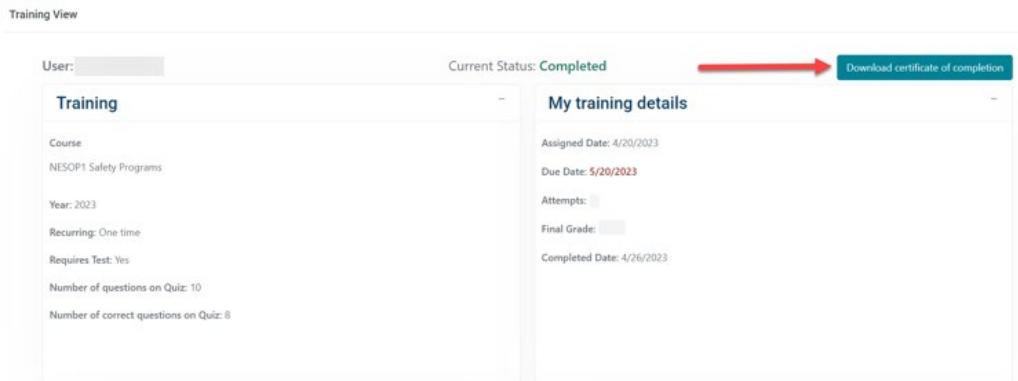 Training View
User:
Current Status: Completed
Download certificate of completion
Training
Course
NESOP1 Safety Programs
Year: 2023
Recurring: One time
Requires Test: Yes
Number of questions on Quiz: 10
Number of correct questions on Quiz: 8
My training details
Assigned Date: 4/20/2023
Due Date: 5/20/2023
Attempts:
Final Grade:
Completed Date: 4/26/2023